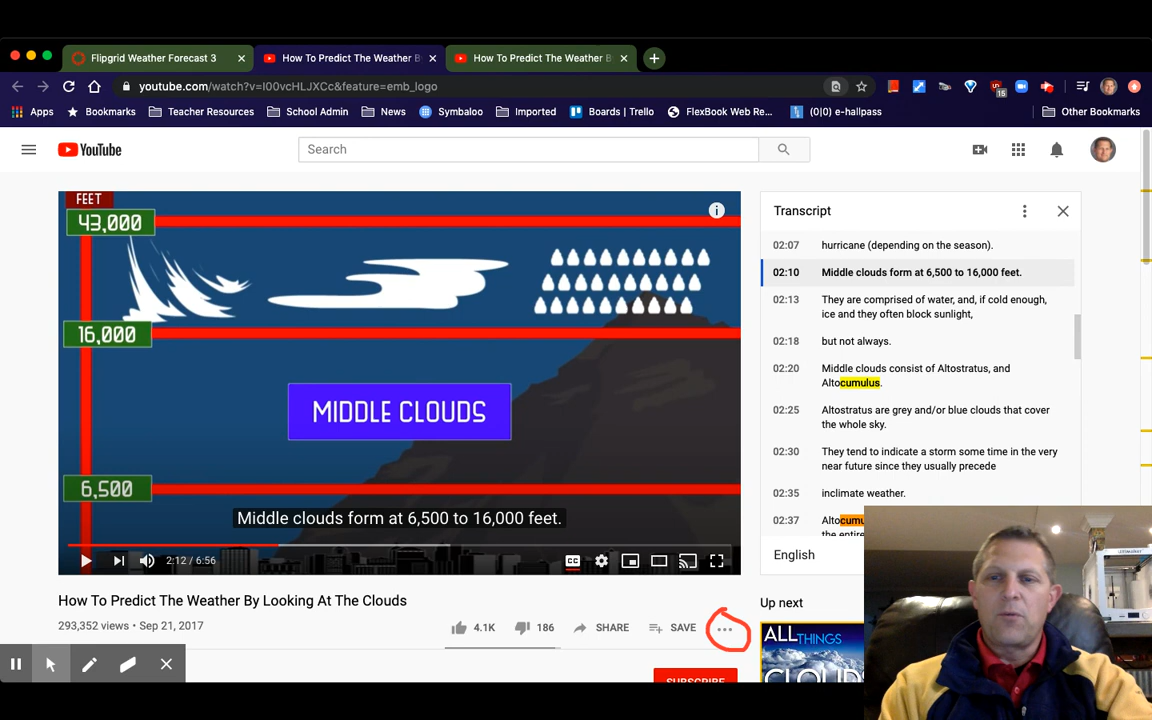 Flipgrid Weather Forecast 3
How To Predict The Weather B
How To Predict The Weather B
youtube.com/watch?v=I00vcHLJXCc&feature=emb_logo
15
Apps
Bookmarks
Teacher Resources
School Admin
News
Symbaloo
Imported
Boards | Trello
FlexBook Web Re...
(0|0) e-hallpass
Other Bookmarks
YouTube
Search
FEET
43,000
16,000
MIDDLE CLOUDS
6,500
Middle clouds form at 6,500 to 16,000 feet.
2:12 / 6:56
CC
Transcript
02:07 hurricane (depending on the season).
02:10 Middle clouds form at 6,500 to 16,000 feet.
02:13 They are comprised of water, and, if cold enough,
ice and they often block sunlight,
02:18 but not always.
02:20 Middle clouds consist of Altostratus, and
Altocumulus.
02:25 Altostratus are grey and/or blue clouds that cover
the whole sky.
02:30 They tend to indicate a storm some time in the very
near future since they usually precede
02:35 inclimate weather.
02:37 Altocumu
the entire
English
How To Predict The Weather By Looking At The Clouds
293,352 views • Sep 21, 2017
4.1K
186
SHARE
SAVE
Up next
ALL THINGS
CLOUDS
SUBSCRIBE